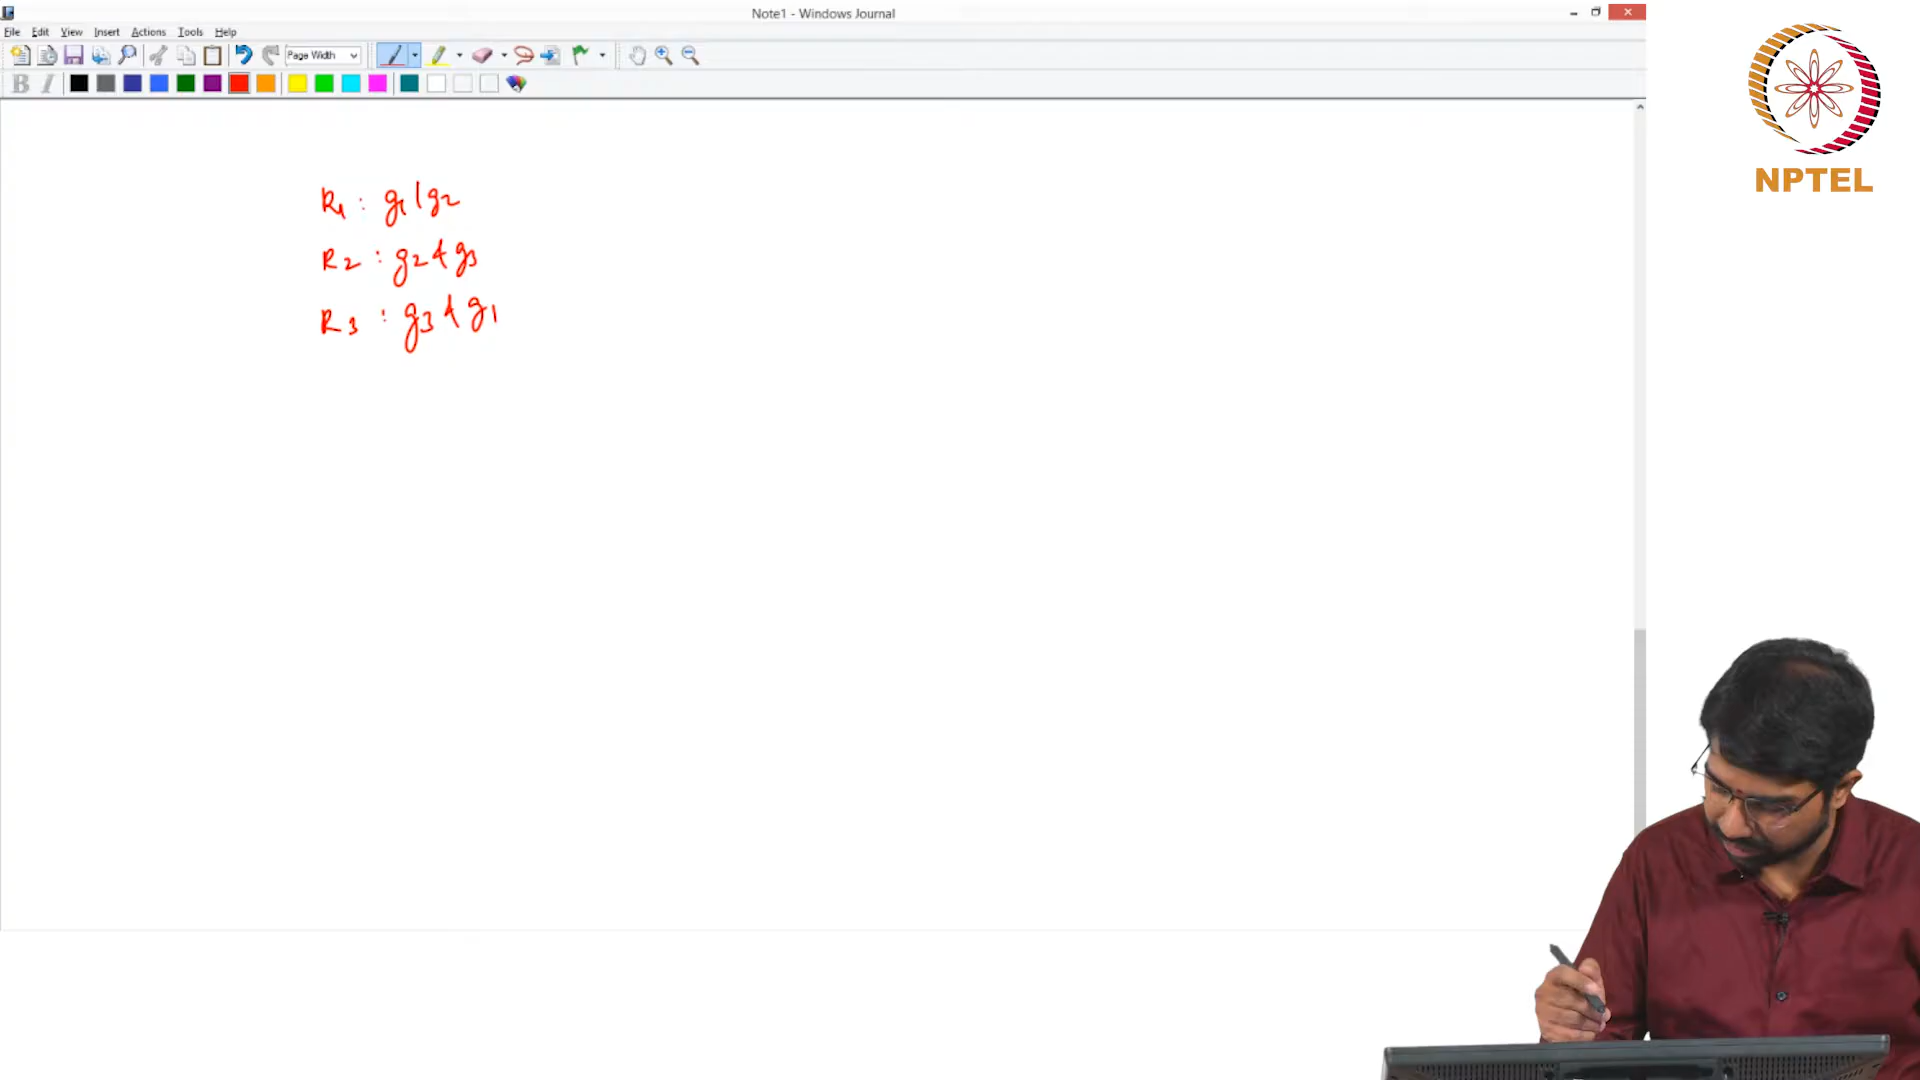 Note1 - Windows Journal
File Edit View Insert Actions Tools Help
Page Width
B I
NPTEL
R1 : g1 | g2
R2 : g2 & g3
R3 : g3 & g1